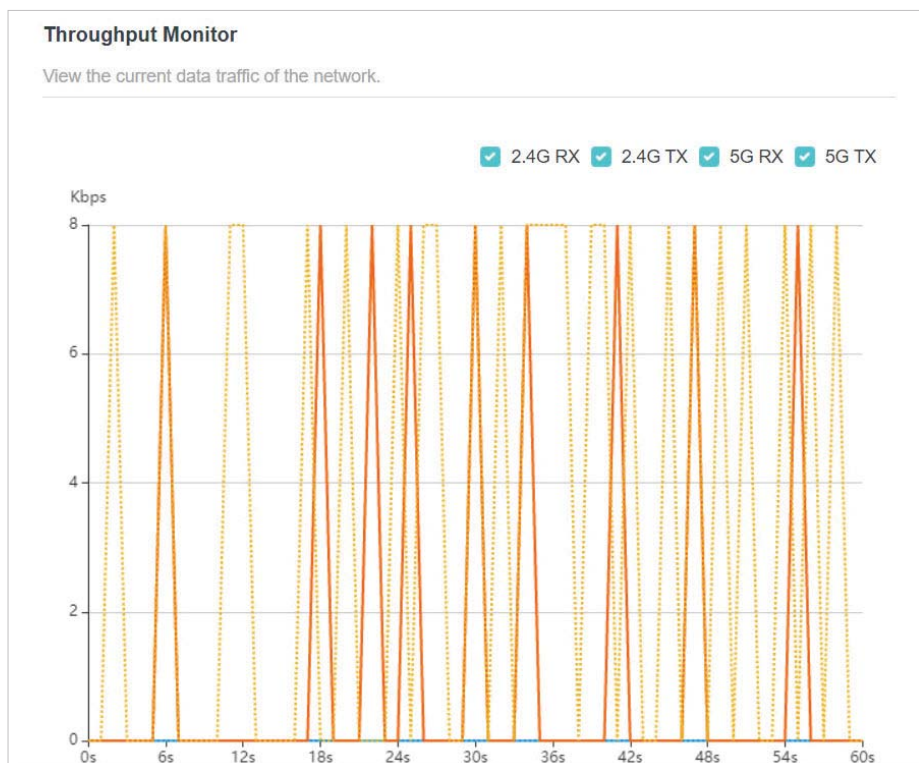 Throughput Monitor
View the current data traffic of the network.
2.4G RX 2.4G TX 5G RX 5G TX
Kbps
8
6
4
2
0
0s 6s 12s 18s 24s 30s 36s 42s 48s 54s 60s